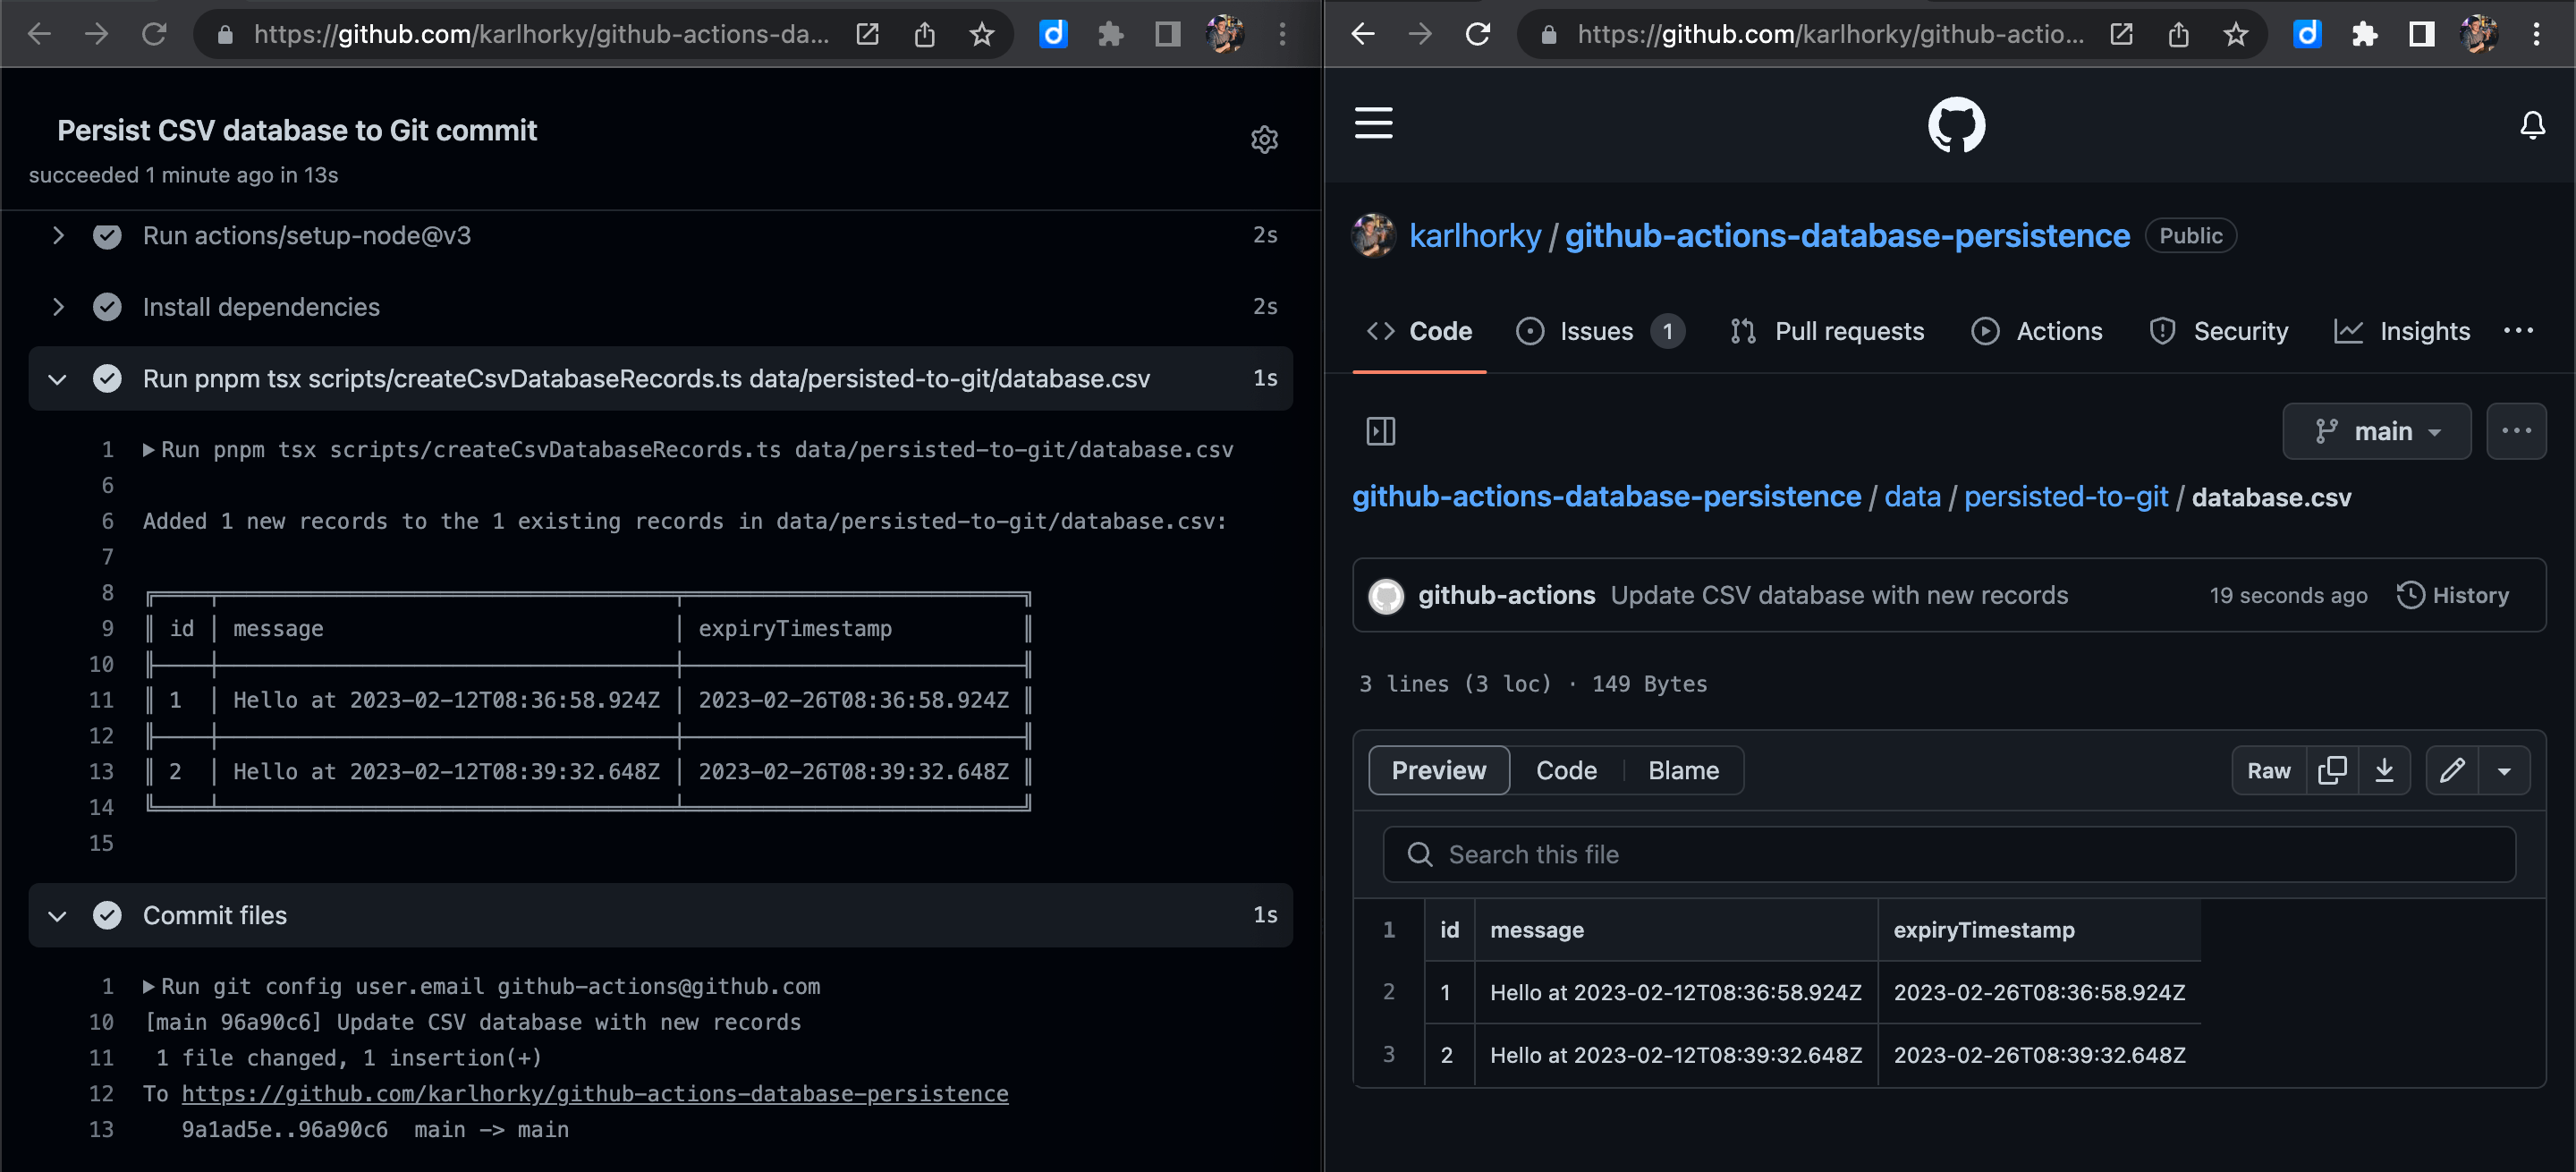 https://github.com/karlhorky/github-actions-da...
Persist CSV database to Git commit
succeeded 1 minute ago in 13s
Run actions/setup-node@v3 2s
Install dependencies 2s
Run pnpm tsx scripts/createCsvDatabaseRecords.ts data/persisted-to-git/database.csv 1s
1 Run pnpm tsx scripts/createCsvDatabaseRecords.ts data/persisted-to-git/database.csv
6
6 Added 1 new records to the 1 existing records in data/persisted-to-git/database.csv:
7
8
9 id message expiryTimestamp
10
11 1 Hello at 2023-02-12T08:36:58.924Z 2023-02-26T08:36:58.924Z
12
13 2 Hello at 2023-02-12T08:39:32.648Z 2023-02-26T08:39:32.648Z
14
15
Commit files 1s
1 Run git config user.email github-actions@github.com
10 [main 96a90c6] Update CSV database with new records
11 1 file changed, 1 insertion(+)
12 To https://github.com/karlhorky/github-actions-database-persistence
13 9a1ad5e..96a90c6 main -> main
https://github.com/karlhorky/github-actio...
karlhorky / github-actions-database-persistence Public
Code Issues 1 Pull requests Actions Security Insights
main
github-actions-database-persistence / data / persisted-to-git / database.csv
github-actions Update CSV database with new records 19 seconds ago History
3 lines (3 loc) · 149 Bytes
Preview Code Blame Raw
Search this file
1 id message expiryTimestamp
2 1 Hello at 2023-02-12T08:36:58.924Z 2023-02-26T08:36:58.924Z
3 2 Hello at 2023-02-12T08:39:32.648Z 2023-02-26T08:39:32.648Z